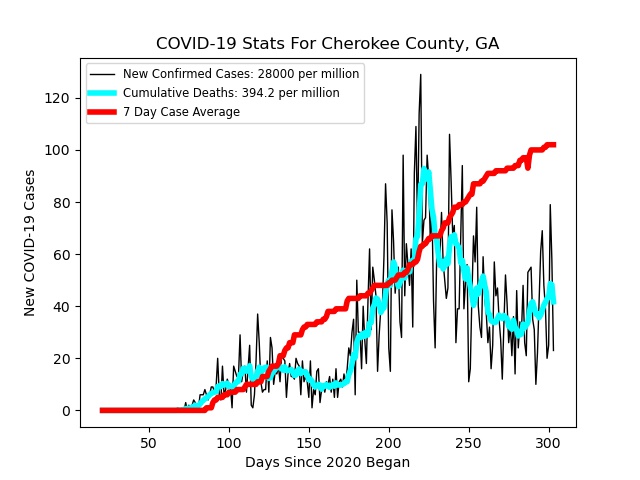 COVID-19 Stats For Cherokee County, GA
New Confirmed Cases: 28000 per million
Cumulative Deaths: 394.2 per million
7 Day Case Average
New COVID-19 Cases
120
100
80
60
40
20
0
50 100 150 200 250 300
Days Since 2020 Began